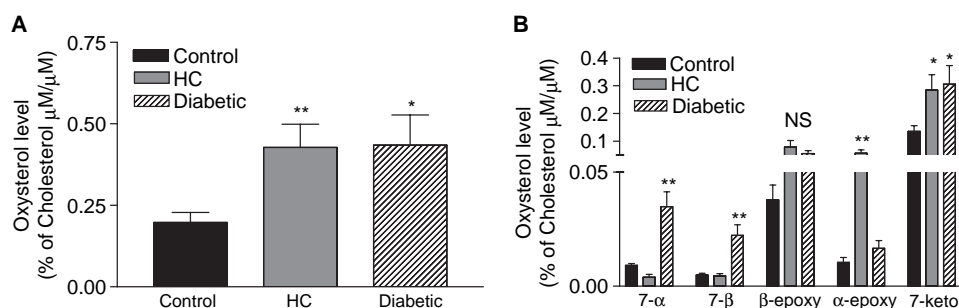 A
Oxysterol level
(% of Cholesterol μM/μM)
0.75
0.50
0.25
0.00
Control
HC
Diabetic
**
*
Control
HC
Diabetic
B
Oxysterol level
(% of Cholesterol μM/μM)
0.4
0.3
0.2
0.1
0.05
0.00
Control
HC
Diabetic
**
**
NS
**
*
*
7-α
7-β
β-epoxy
α-epoxy
7-keto